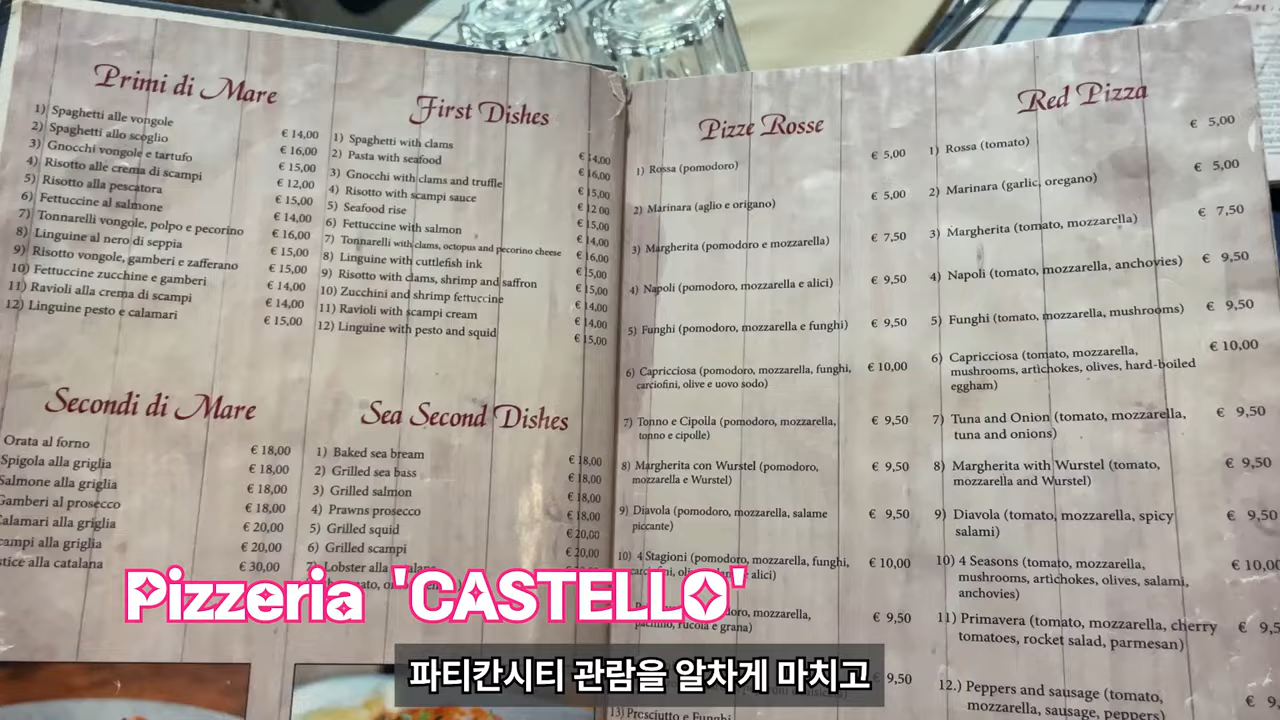 Primi di Mare
1) Spaghetti alle vongole € 14,00
2) Spaghetti allo scoglio € 16,00
3) Gnocchi vongole e tartufo € 15,00
4) Risotto alle crema di scampi € 12,00
5) Risotto alla pescatora € 15,00
6) Fettuccine al salmone € 14,00
7) Tonnarelli vongole, polpo e pecorino € 16,00
8) Linguine al nero di seppia € 15,00
9) Risotto vongole, gamberi e zafferano € 15,00
10) Fettuccine zucchine e gamberi € 14,00
11) Ravioli alla crema di scampi € 14,00
12) Linguine pesto e calamari € 15,00
First Dishes
1) Spaghetti with clams € 14,00
2) Pasta with seafood € 16,00
3) Gnocchi with clams and truffle € 15,00
4) Risotto with scampi sauce € 12 00
5) Seafood rise € 15,00
6) Fettuccine with salmon € 14,00
7) Tonnarelli with clams, octopus and pecorino cheese € 16,00
8) Linguine with cuttlefish ink € 15,00
9) Risotto with clams, shrimp and saffron € 15,00
10) Zucchini and shrimp fettuccine € 14,00
11) Ravioli with scampi cream € 14,00
12) Linguine with pesto and squid € 15,00
Secondi di Mare
Orata al forno € 18,00
Spigola alla griglia € 18,00
Salmone alla griglia € 18,00
Gamberi al prosecco € 18,00
Calamari alla griglia € 20,00
campi alla griglia € 20,00
stice alla catalana € 30,00
Sea Second Dishes
1) Baked sea bream € 18,00
2) Grilled sea bass € 18,00
3) Grilled salmon € 18,00
4) Prawns prosecco € 18,00
5) Grilled squid € 20,00
6) Grilled scampi € 20,00
7) Lobster alla
Pizze Rosse
1) Rossa (pomodoro) € 5,00
2) Marinara (aglio e origano) € 5,00
3) Margherita (pomodoro e mozzarella) € 7,50
4) Napoli (pomodoro, mozzarella e alici) € 9,50
5) Funghi (pomodoro, mozzarella e funghi) € 9,50
6) Capricciosa (pomodoro, mozzarella, funghi, € 10,00
carciofini, olive e uovo sodo)
7) Tonno e Cipolla (pomodoro, mozzarella, € 9,50
tonno e cipolle)
8) Margherita con Wurstel (pomodoro, € 9,50
mozzarella e Wurstel)
9) Diavola (pomodoro, mozzarella, salame € 9,50
piccante)
10) 4 Stagioni (pomodoro, mozzarella, funghi, € 10,00
e alici)
mozzarella, € 9,50
pachino, rucola e grana)
9,50
13) Presciutto e Funghi
Red Pizza
1) Rossa (tomato) € 5,00
2) Marinara (garlic, oregano) € 5,00
3) Margherita (tomato, mozzarella) € 7,50
4) Napoli (tomato, mozzarella, anchovies) € 9,50
5) Funghi (tomato, mozzarella, mushrooms) € 9,50
6) Capricciosa (tomato, mozzarella, € 10,00
mushrooms, artichokes, olives, hard-boiled
eggham)
7) Tuna and Onion (tomato, mozzarella, € 9,50
tuna and onions)
8) Margherita with Wurstel (tomato, € 9,50
mozzarella and Wurstel)
9) Diavola (tomato, mozzarella, spicy € 9,50
salami)
10) 4 Seasons (tomato, mozzarella, € 10,00
mushrooms, artichokes, olives, salami,
anchovies)
11) Primavera (tomato, mozzarella, cherry € 9,5
tomatoes, rocket salad, parmesan)
12.) Peppers and sausage (tomato, € 9
mozzarella, sausage, peppers)
Pizzeria 'CASTELLO'
파티칸시티 관람을 알차게 마치고